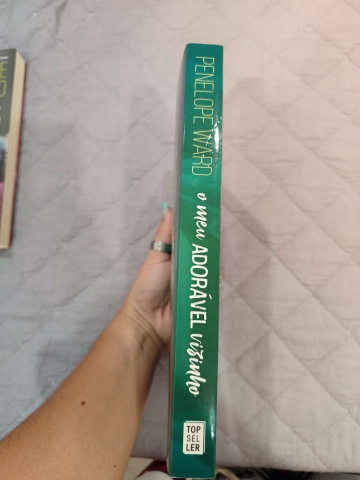 PENELOPE WARD
o meu ADORÁVEL vizinho
TOP
SEL
LER